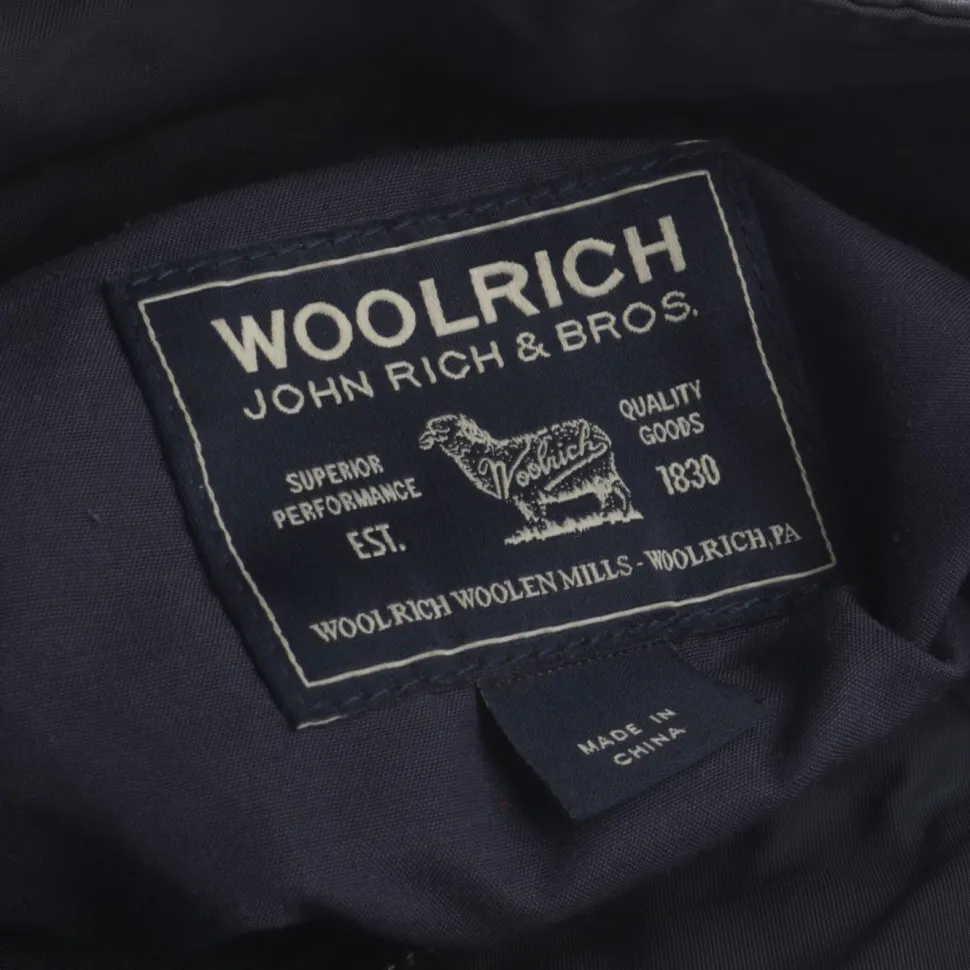 WOOLRICH
JOHN RICH & BROS.
SUPERIOR
PERFORMANCE
EST.
Woolrich
QUALITY
GOODS
1830
WOOLRICH WOOLEN MILLS - WOOLRICH, PA
MADE IN
CHINA